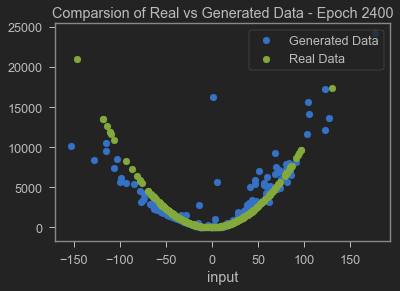 Comparsion of Real vs Generated Data - Epoch 2400
Generated Data
Real Data
25000
20000
15000
10000
5000
0
−150 −100 −50 0 50 100 150
input